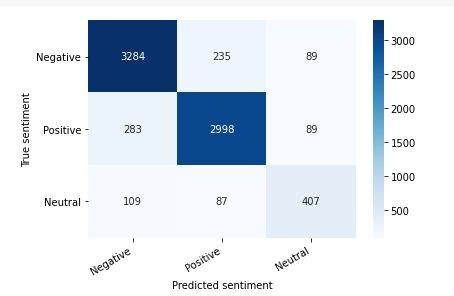 Negative 3284 235 89
Positive 283 2998 89
Neutral 109 87 407
True sentiment
Negative Positive Neutral
Predicted sentiment
3000
2500
2000
1500
1000
500